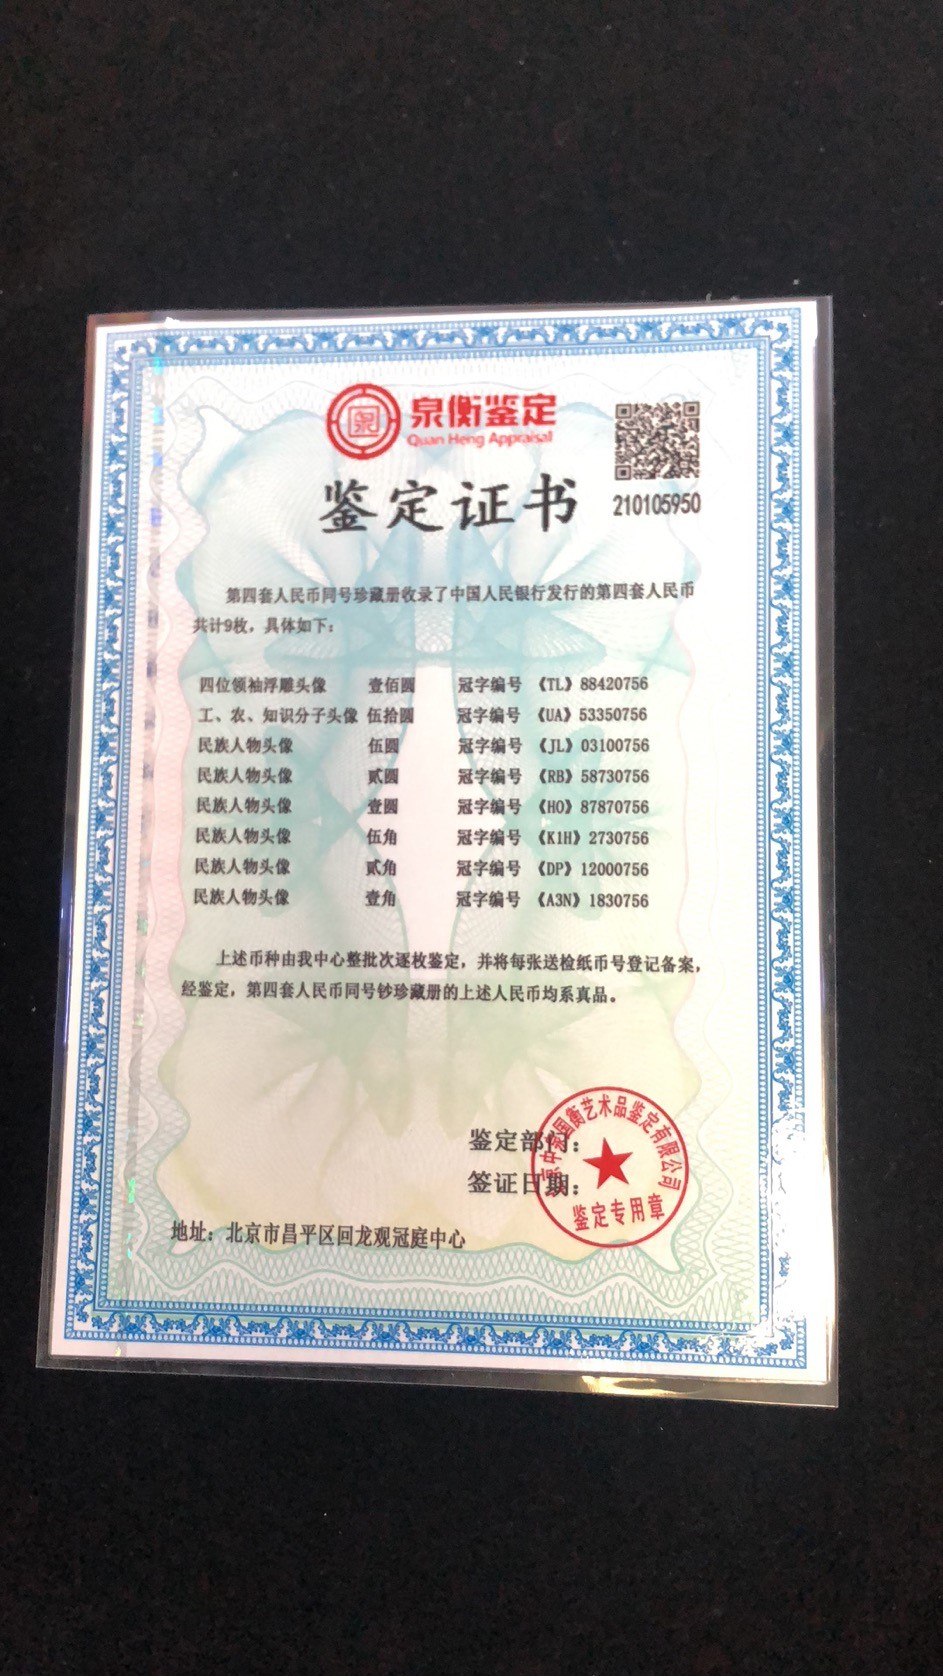 泉衡鉴定
Quan Heng Appraisal
鉴定证书
210105950
第四套人民币同号珍藏册收录了中国人民银行发行的第四套人民币
共计9枚，具体如下：
四位领袖浮雕头像 壹佰圆 冠字编号 《TL》88420756
工、农、知识分子头像 伍拾圆 冠字编号 《UA》53350756
民族人物头像 伍圆 冠字编号 《JL》03100756
民族人物头像 贰圆 冠字编号 《RB》58730756
民族人物头像 壹圆 冠字编号 《HO》87870756
民族人物头像 伍角 冠字编号 《K1H》2730756
民族人物头像 贰角 冠字编号 《DP》12000756
民族人物头像 壹角 冠字编号 《A3N》1830756
上述币种由我中心整批次逐枚鉴定，并将每张送检纸币号登记备案，
经鉴定，第四套人民币同号钞珍藏册的上述人民币均系真品。
鉴定部门：
签证日期：
国衡艺术品鉴定有限公司
鉴定专用章
地址：北京市昌平区回龙观冠庭中心